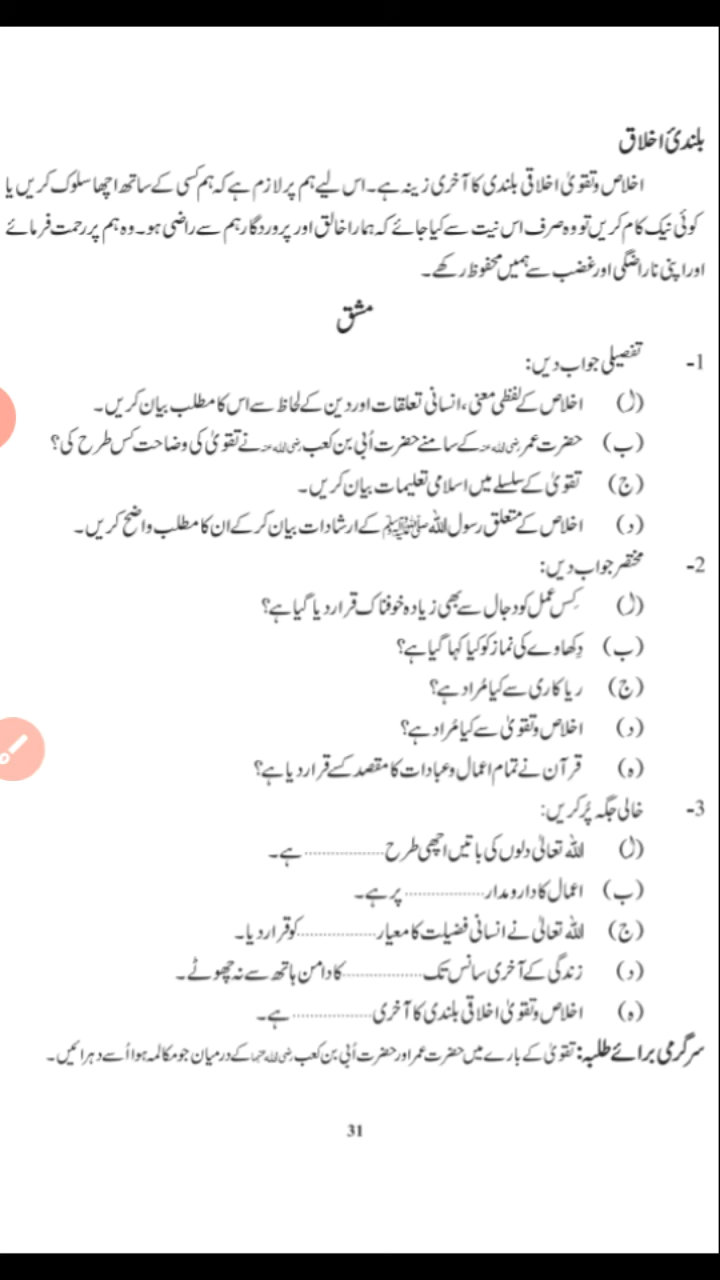 بلندیٔ اخلاق
اخلاص و تقویٰ اخلاقی بلندی کا آخری زینہ ہے۔ اس لیے ہم پر لازم ہے کہ ہم کسی کے ساتھ اچھا سلوک کریں یا
کوئی نیک کام کریں تو وہ صرف اس نیت سے کیا جائے کہ ہمارا خالق اور پروردگار ہم سے راضی ہو۔ وہ ہم پر رحمت فرمائے
اور اپنی ناراضگی اور غضب سے ہمیں محفوظ رکھے۔
مشق
1- تفصیلی جواب دیں:
(ا) اخلاص کے لفظی معنی، انسانی تعلقات اور دین کے لحاظ سے اس کا مطلب بیان کریں۔
(ب) حضرت عمر رضی اللہ عنہ کے سامنے حضرت اُبی بن کعب رضی اللہ عنہ نے تقویٰ کی وضاحت کس طرح کی؟
(ج) تقویٰ کے سلسلے میں اسلامی تعلیمات بیان کریں۔
(د) اخلاص کے متعلق رسول اللہ ﷺ کے ارشادات بیان کر کے ان کا مطلب واضح کریں۔
2- مختصر جواب دیں:
(ا) کِس عمل کو دجال سے بھی زیادہ خوفناک قرار دیا گیا ہے؟
(ب) دِکھاوے کی نماز کو کیا کہا گیا ہے؟
(ج) ریاکاری سے کیا مُراد ہے؟
(د) اخلاص و تقویٰ سے کیا مُراد ہے؟
(ہ) قرآن نے تمام اعمال و عبادات کا مقصد کسے قرار دیا ہے؟
3- خالی جگہ پُر کریں:
(ا) اللہ تعالیٰ دلوں کی باتیں اچھی طرح ................ ہے۔
(ب) اعمال کا دارومدار ................ پر ہے۔
(ج) اللہ تعالیٰ نے انسانی فضیلت کا معیار ................ کو قرار دیا۔
(د) زندگی کے آخری سانس تک ................ کا دامن ہاتھ سے نہ چھوٹے۔
(ہ) اخلاص و تقویٰ اخلاقی بلندی کا آخری ................ ہے۔
سرگرمی برائے طلبہ: تقویٰ کے بارے میں حضرت عمر اور حضرت اُبی بن کعب رضی اللہ عنہما کے درمیان جو مکالمہ ہوا اُسے دہرائیں۔
31